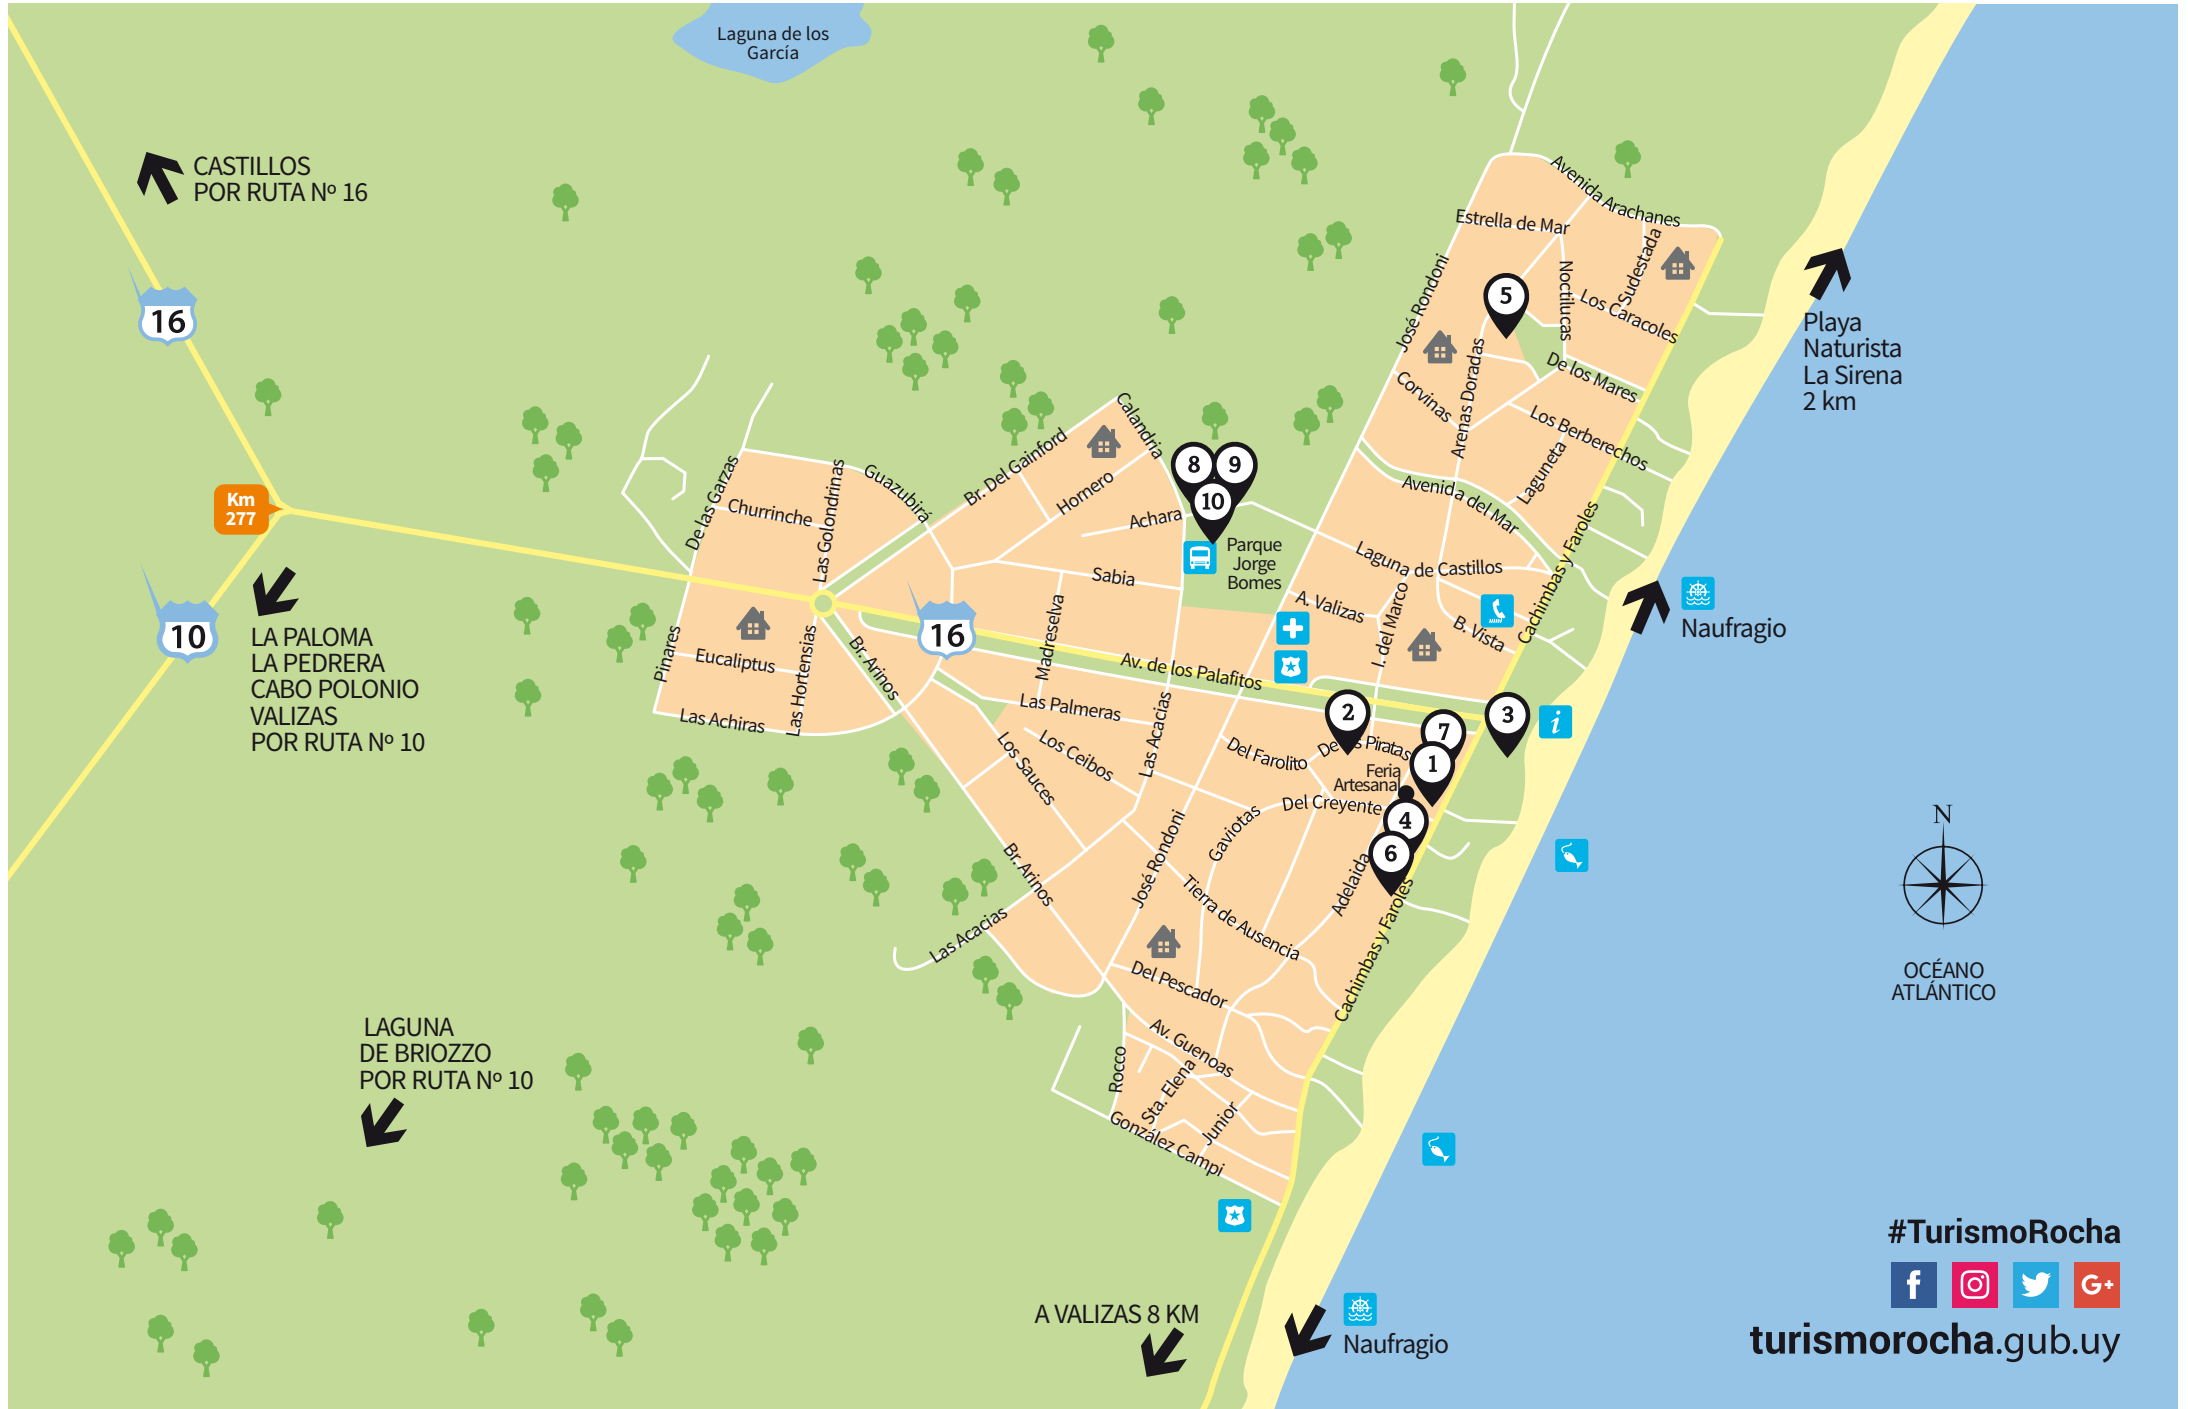 Laguna de los
García
CASTILLOS
POR RUTA Nº 16
16
Km
277
10
LA PALOMA
LA PEDRERA
CABO POLONIO
VALIZAS
POR RUTA Nº 10
LAGUNA
DE BRIOZZO
POR RUTA Nº 10
A VALIZAS 8 KM
De las Garzas
Churrinche
Las Golondrinas
Guazubirá
Br. Del Gainford
Calandria
Hornero
Achara
Sabia
Madreselva
16
Pinares
Eucaliptus
Las Hortensias
Las Achiras
Br. Arinos
Av. de los Palafitos
Las Palmeras
Los Ceibos
Los Sauces
Las Acacias
Br. Arinos
Las Acacias
8
9
10
Parque
Jorge
Bomes
Avenida Arachanes
Estrella de Mar
Sudestada
Noctilucas
Los Caracoles
José Rondoni
5
Arenas Doradas
De los Mares
Corvinas
Los Berberechos
Laguneta
Avenida del Mar
Cachimbas y Faroles
Laguna de Castillos
A. Valizas
I. del Marco
B. Vista
2
3
7
1
4
6
Del Farolito
Piratas
Feria
Artesanal
Del Creyente
Gaviotas
José Rondoni
Adelaida
Tierra de Ausencia
Cachimbas y Faroles
Del Pescador
Av. Guenoas
Rocco
Sta. Elena
Junior
González Campi
Playa
Naturista
La Sirena
2 km
Naufragio
i
Naufragio
N
OCÉANO
ATLÁNTICO
#TurismoRocha
f
G+
turismorocha.gub.uy